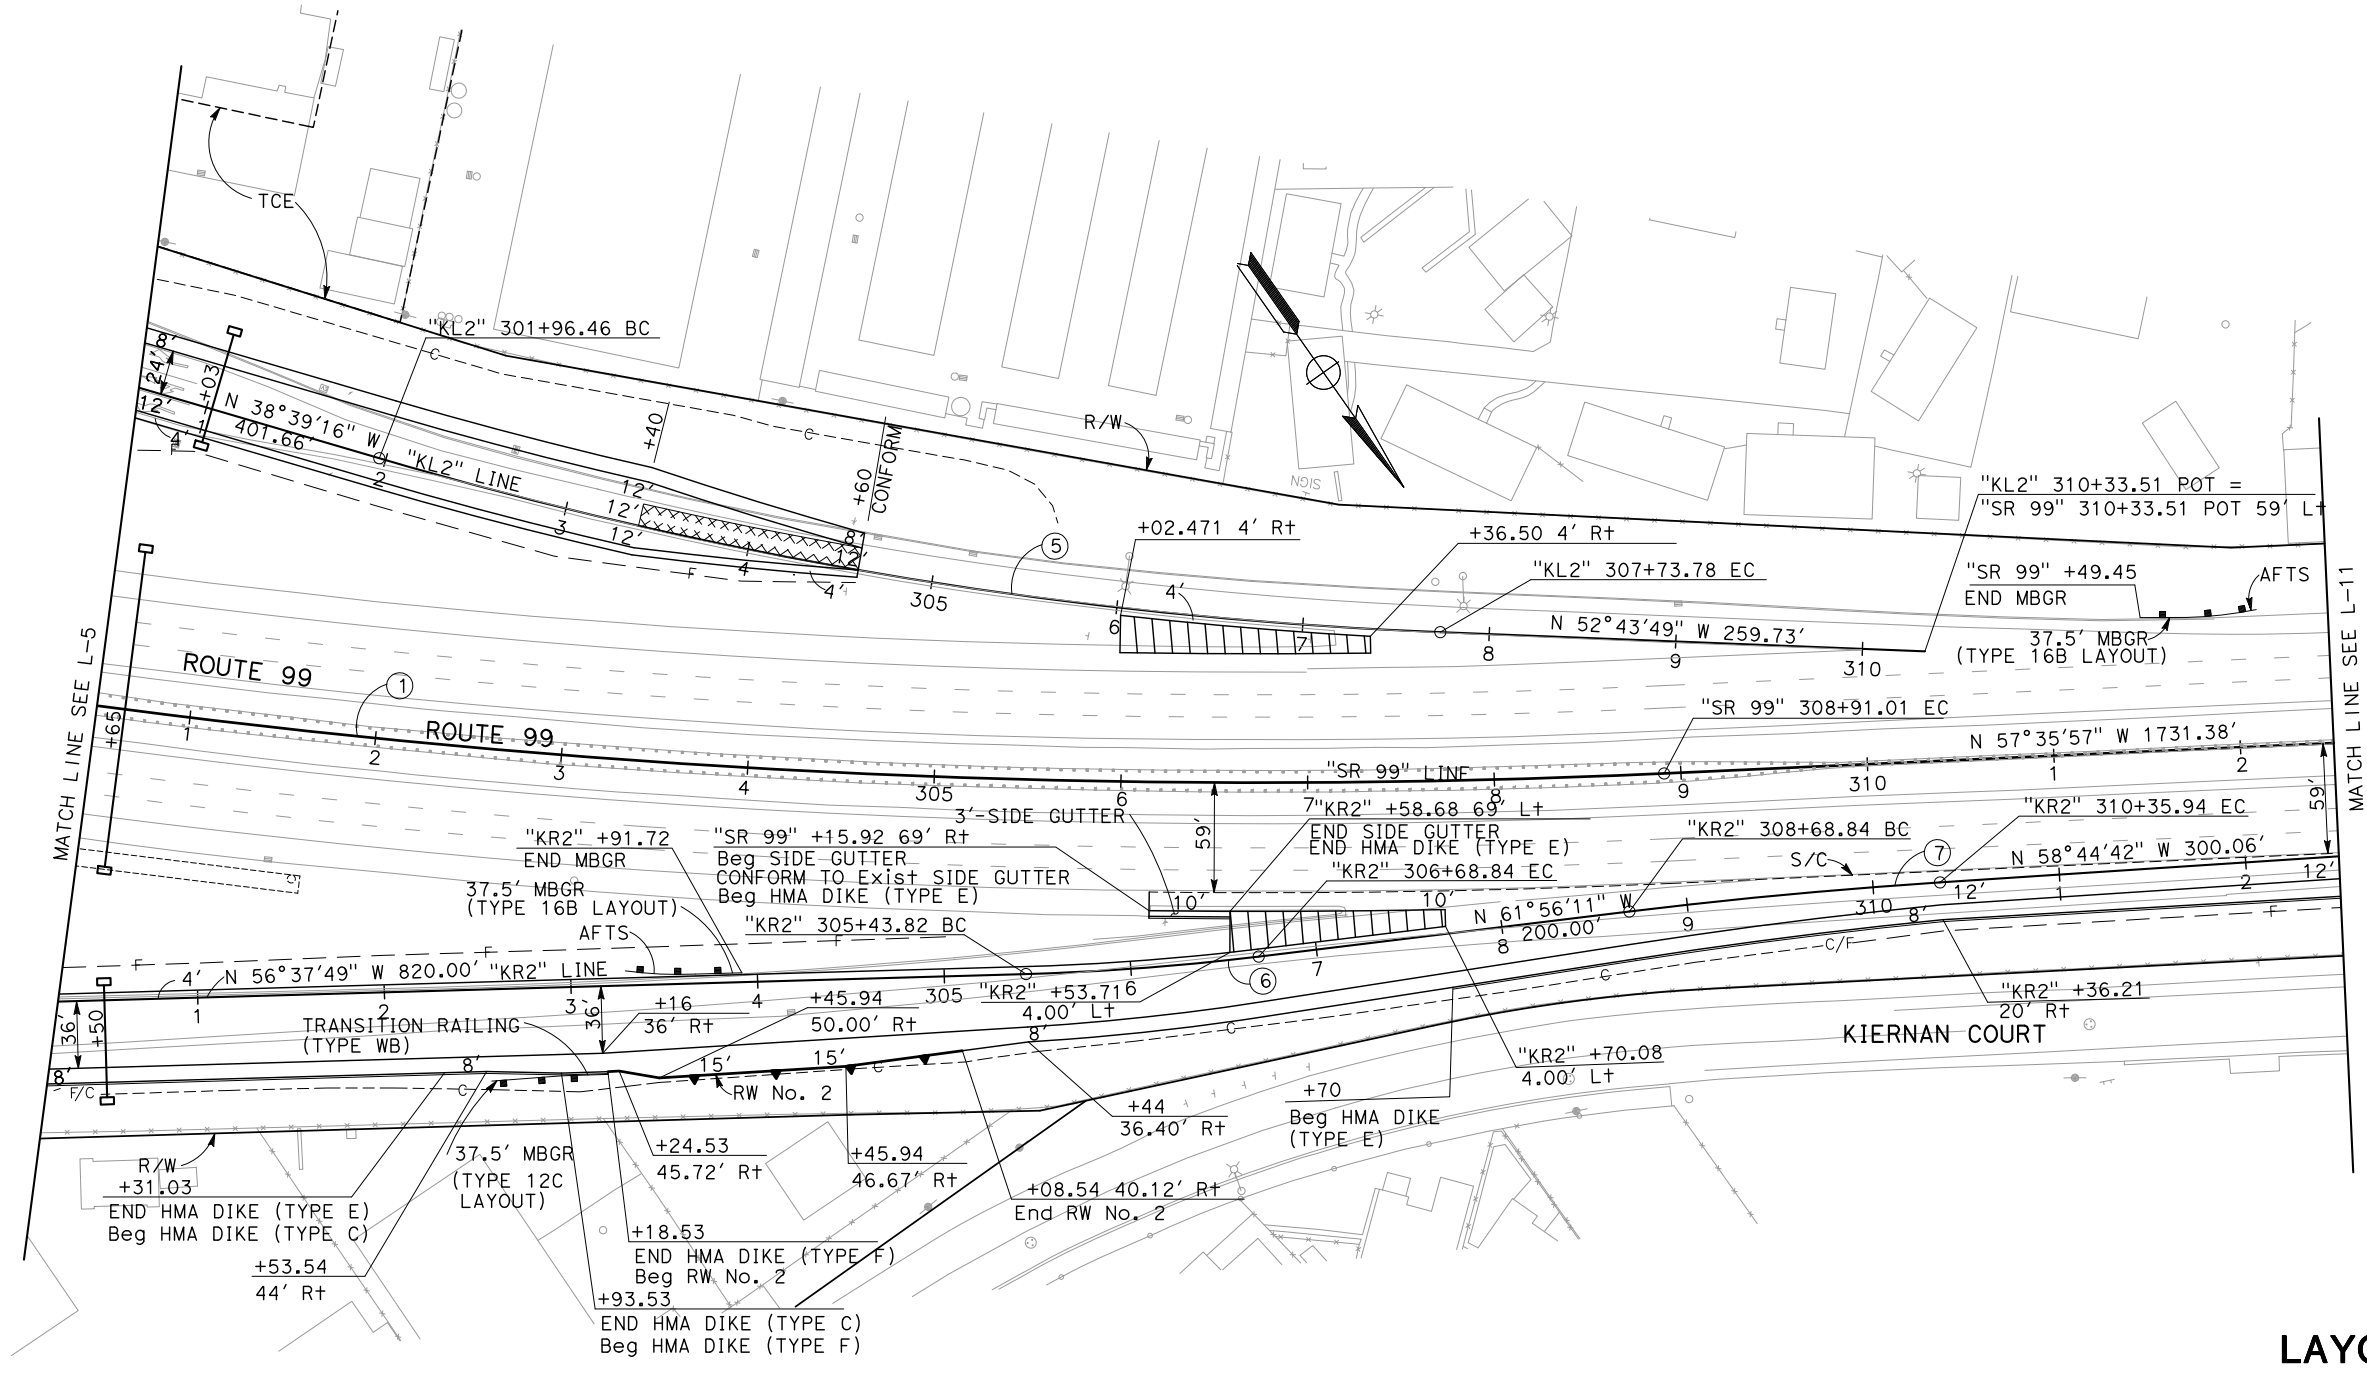 TCE
"KL2" 301+96.46 BC
C
8'
24'
+03
12'
4'
1
F
N 38°39'16" W
401.66'
2
"KL2" LINE
+40
C
+60
CONFORM
R/W
SIGN
12'
12'
12'
3
4
8'
12'
F
4'
305
5
+02.471 4' Rt
+36.50 4' Rt
"KL2" 307+73.78 EC
4'
6
7
8
9
310
N 52°43'49" W 259.73'
"KL2" 310+33.51 POT =
"SR 99" 310+33.51 POT 59' Lt
"SR 99" +49.45
END MBGR
AFTS
37.5' MBGR
(TYPE 16B LAYOUT)
MATCH LINE SEE L-5
MATCH LINE SEE L-11
ROUTE 99
1
+65
ROUTE 99
1
2
3
4
305
6
7
8
9
310
1
2
"SR 99" LINE
"SR 99" 308+91.01 EC
N 57°35'57" W 1731.38'
59'
59'
3'-SIDE GUTTER
"KR2" +58.68 69' Lt
END SIDE GUTTER
END HMA DIKE (TYPE E)
"KR2" 306+68.84 EC
"KR2" 308+68.84 BC
"KR2" 310+35.94 EC
S/C
7
N 58°44'42" W 300.06'
C
"KR2" +91.72
END MBGR
37.5' MBGR
(TYPE 16B LAYOUT)
AFTS
"SR 99" +15.92 69' Rt
Beg SIDE GUTTER
CONFORM TO Exist SIDE GUTTER
Beg HMA DIKE (TYPE E)
"KR2" 305+43.82 BC
10'
10'
N 61°56'11" W
200.00'
12'
12'
8'
F
F
F
F
C/F
C
4'
N 56°37'49" W 820.00'
"KR2" LINE
1
2
3
4
305
6
7
8
9
310
1
2
6
36'
+50
36'
8'
F/C
TRANSITION RAILING
(TYPE WB)
+16
36' Rt
+45.94
50.00' Rt
"KR2" +53.71
4.00' Lt
8'
C
8'
C
15'
15'
C
RW No. 2
"KR2" +36.21
20' Rt
KIERNAN COURT
"KR2" +70.08
4.00' Lt
+70
Beg HMA DIKE
(TYPE E)
+44
36.40' Rt
R/W
+31.03
END HMA DIKE (TYPE E)
Beg HMA DIKE (TYPE C)
37.5' MBGR
(TYPE 12C
LAYOUT)
+24.53
45.72' Rt
+45.94
46.67' Rt
+08.54 40.12' Rt
End RW No. 2
+53.54
44' Rt
+18.53
END HMA DIKE (TYPE F)
Beg RW No. 2
+93.53
END HMA DIKE (TYPE C)
Beg HMA DIKE (TYPE F)